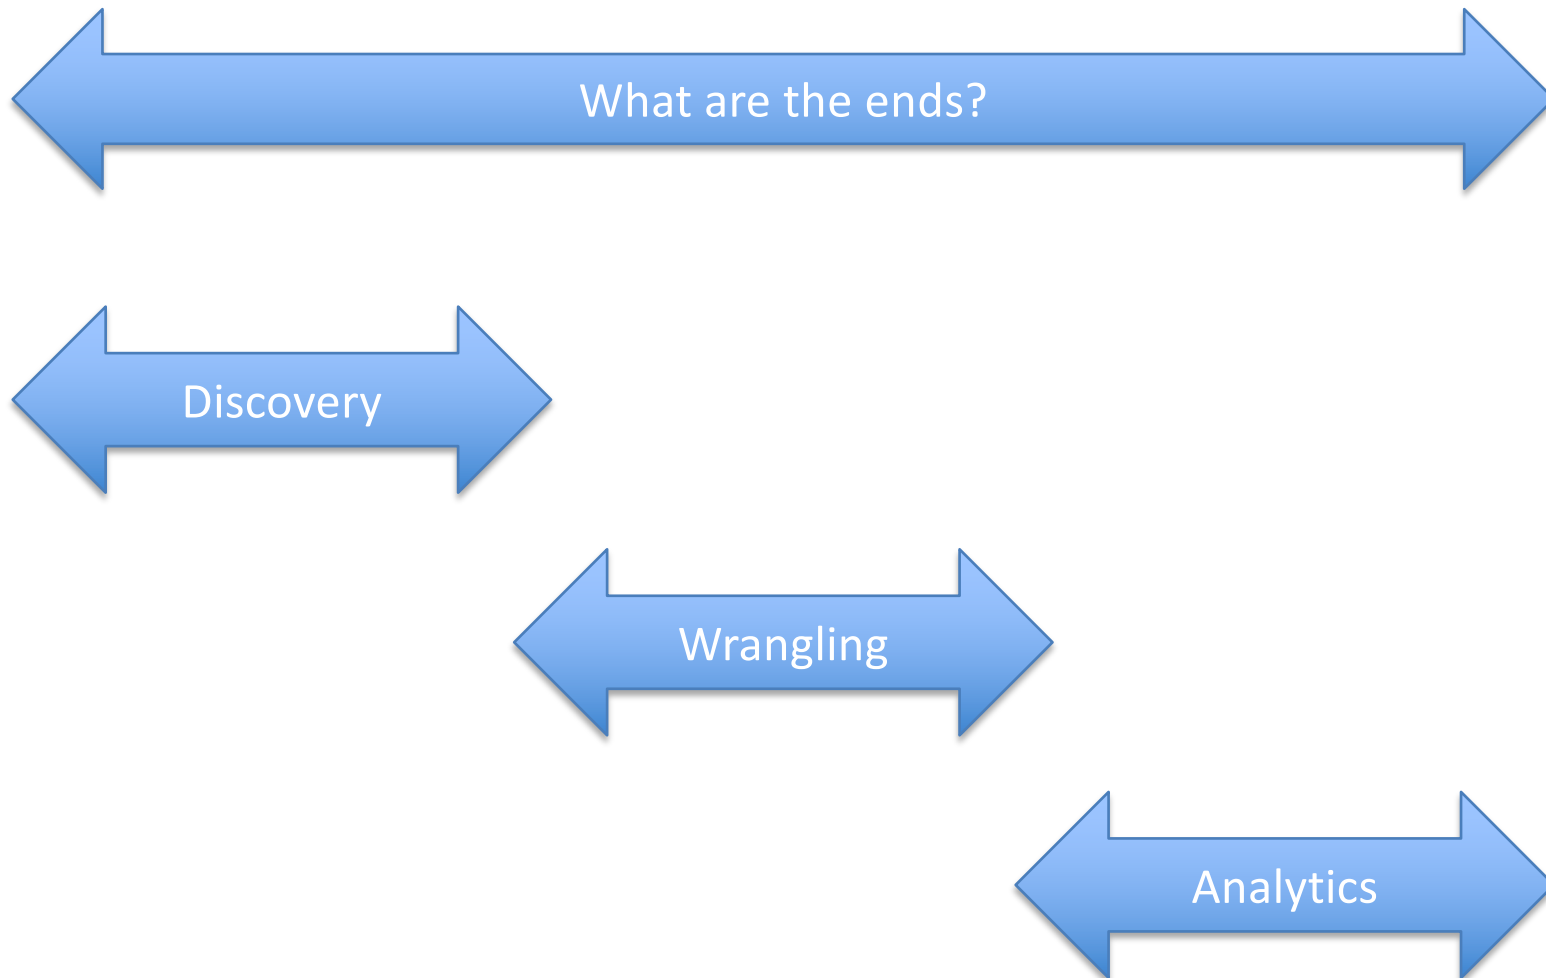 What are the ends?
Discovery
Wrangling
Analytics